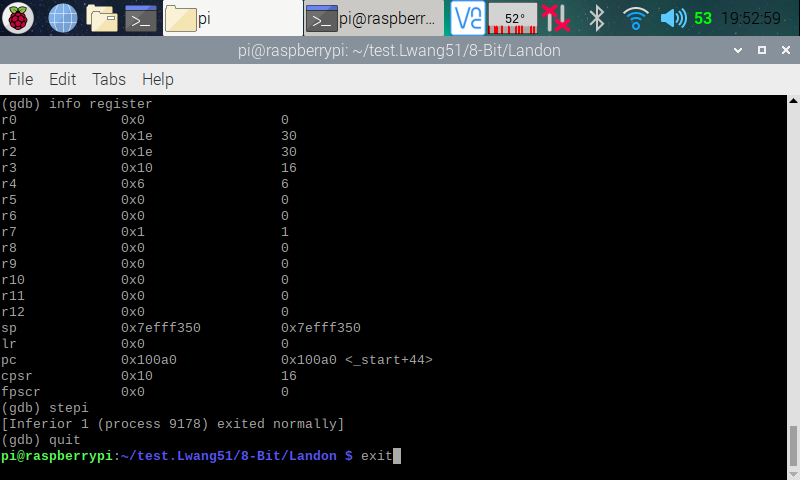 pi
pi@raspberr...
52°
53
19:52:59
pi@raspberrypi: ~/test.Lwang51/8-Bit/Landon
File Edit Tabs Help
(gdb) info register
r0 0x0 0
r1 0x1e 30
r2 0x1e 30
r3 0x10 16
r4 0x6 6
r5 0x0 0
r6 0x0 0
r7 0x1 1
r8 0x0 0
r9 0x0 0
r10 0x0 0
r11 0x0 0
r12 0x0 0
sp 0x7efff350 0x7efff350
lr 0x0 0
pc 0x100a0 0x100a0 <_start+44>
cpsr 0x10 16
fpscr 0x0 0
(gdb) stepi
[Inferior 1 (process 9178) exited normally]
(gdb) quit
pi@raspberrypi:~/test.Lwang51/8-Bit/Landon $ exit